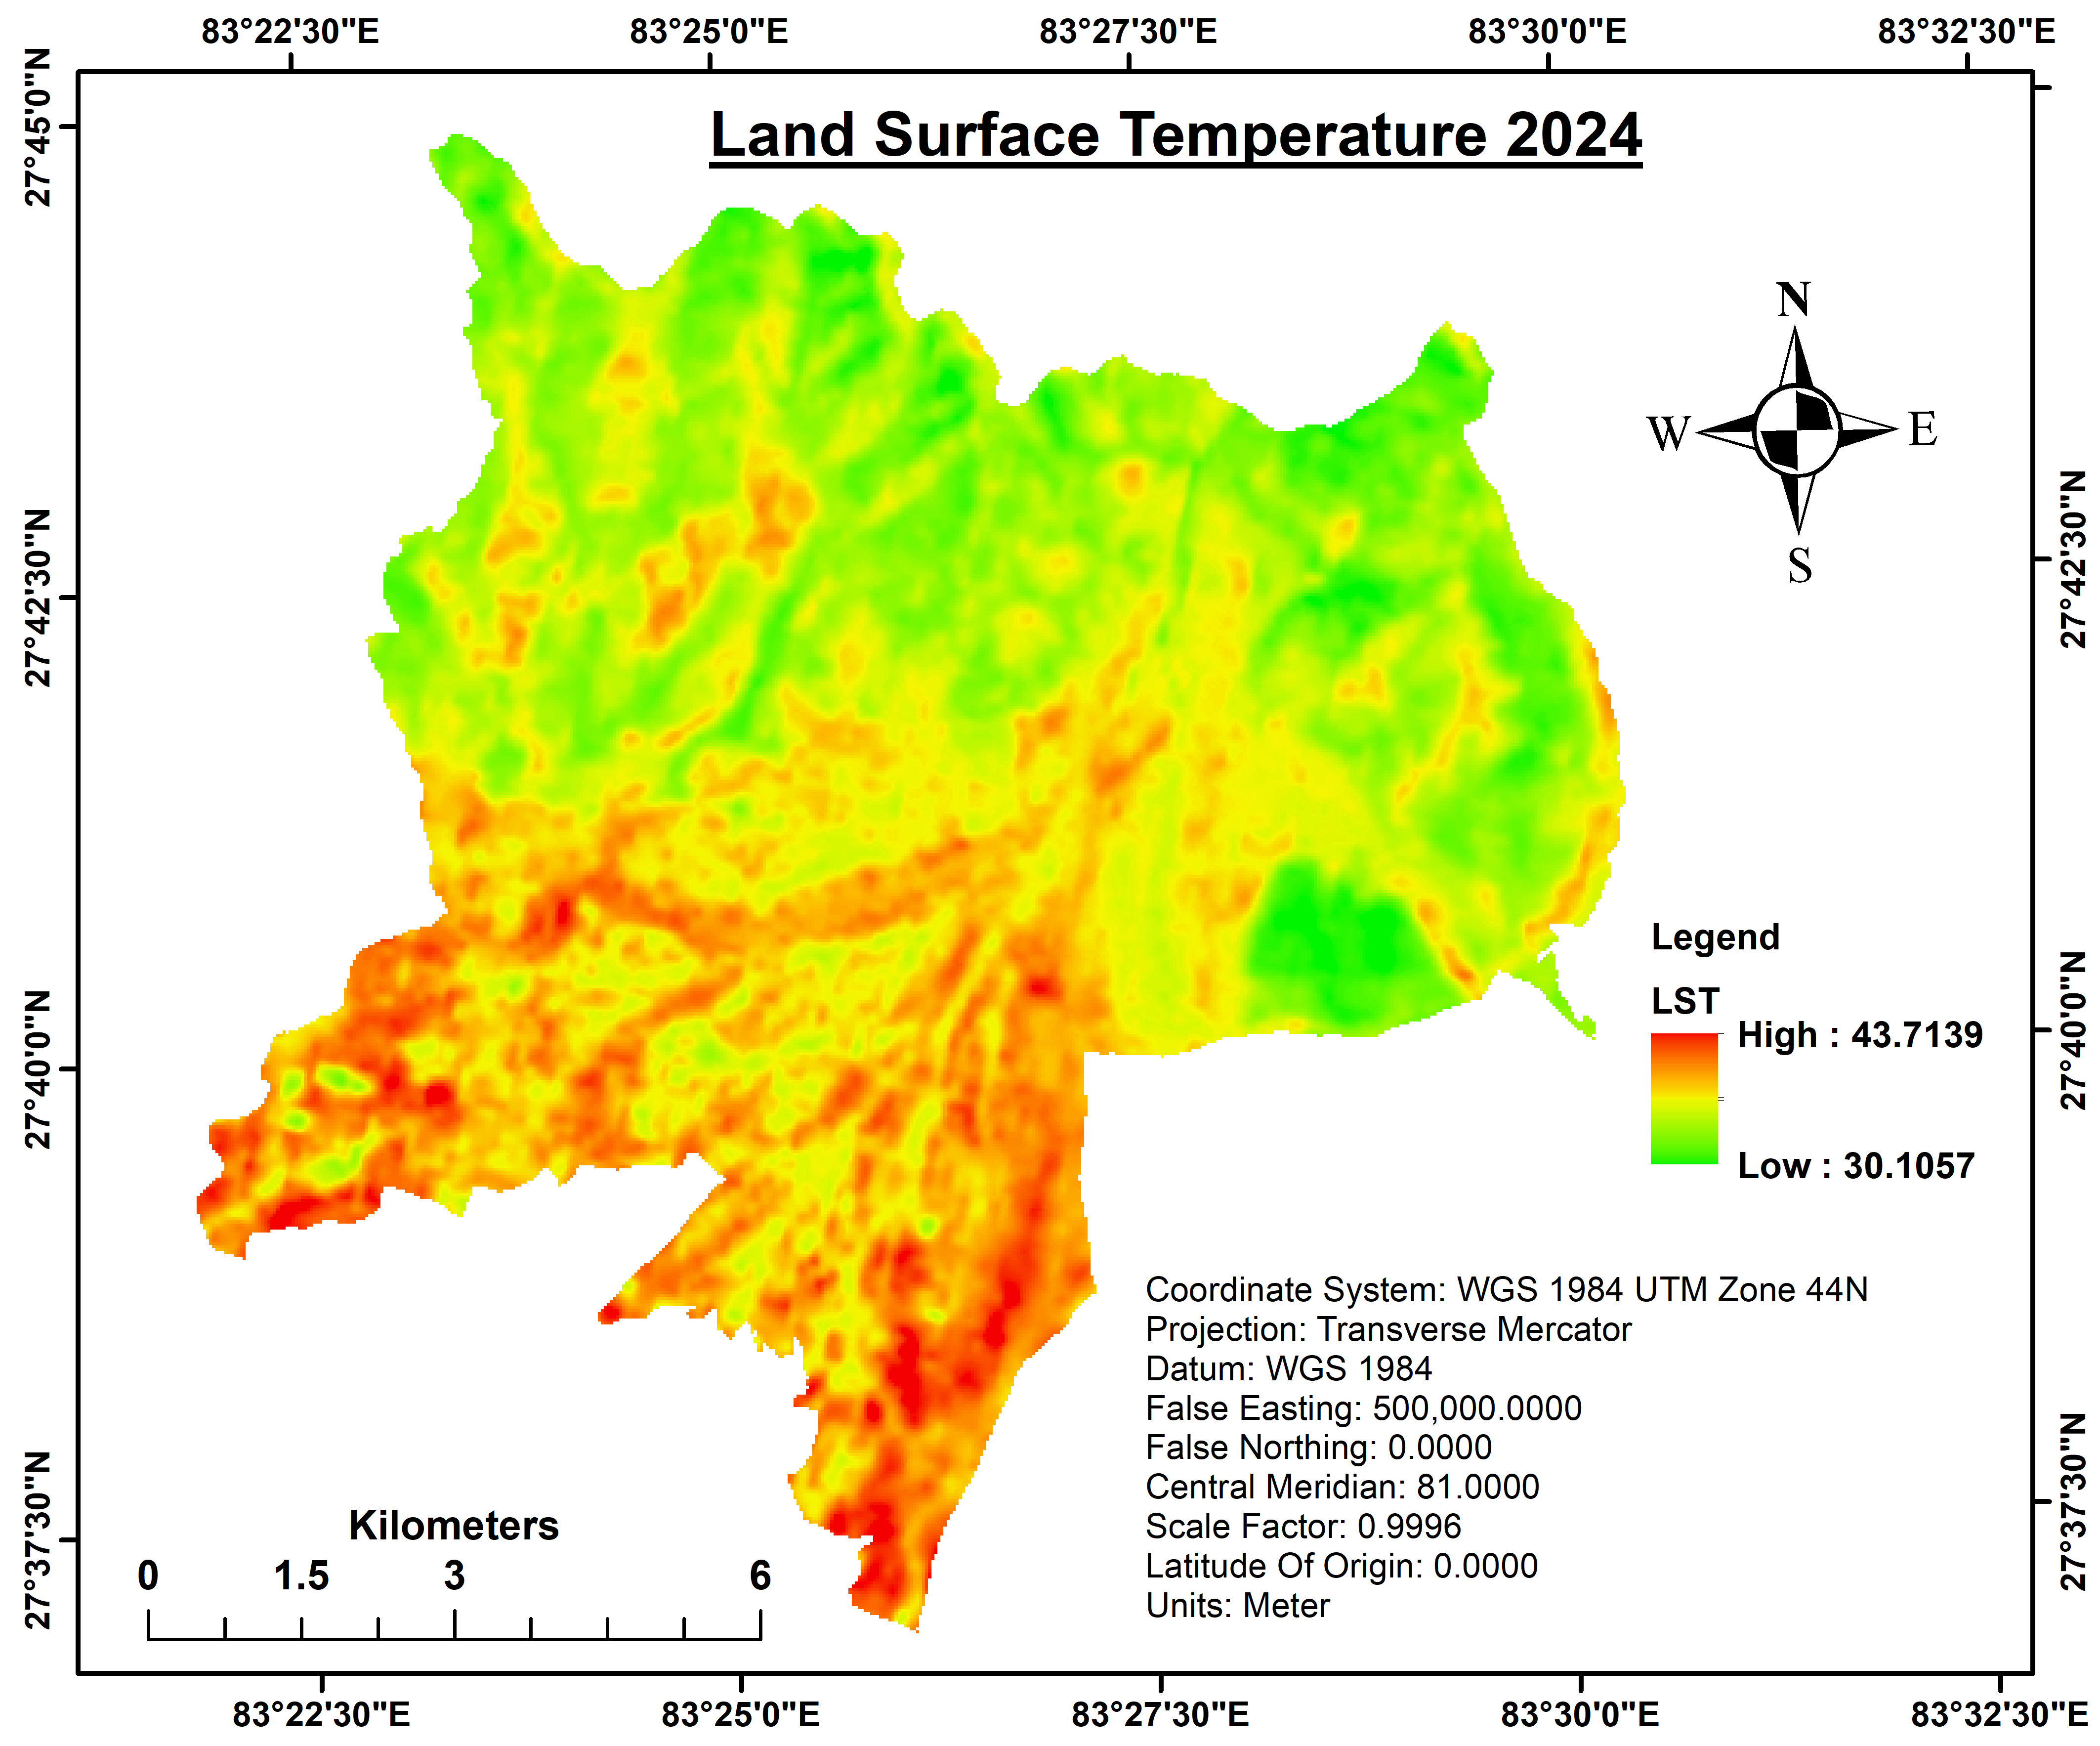 83°22'30"E 83°25'0"E 83°27'30"E 83°30'0"E 83°32'30"E
Land Surface Temperature 2024
27°45'0"N
27°42'30"N
27°40'0"N
27°37'30"N
N
W E
S
27°42'30"N
27°40'0"N
27°37'30"N
Legend
LST
High : 43.7139
Low : 30.1057
Coordinate System: WGS 1984 UTM Zone 44N
Projection: Transverse Mercator
Datum: WGS 1984
False Easting: 500,000.0000
False Northing: 0.0000
Central Meridian: 81.0000
Scale Factor: 0.9996
Latitude Of Origin: 0.0000
Units: Meter
Kilometers
0 1.5 3 6
83°22'30"E 83°25'0"E 83°27'30"E 83°30'0"E 83°32'30"E